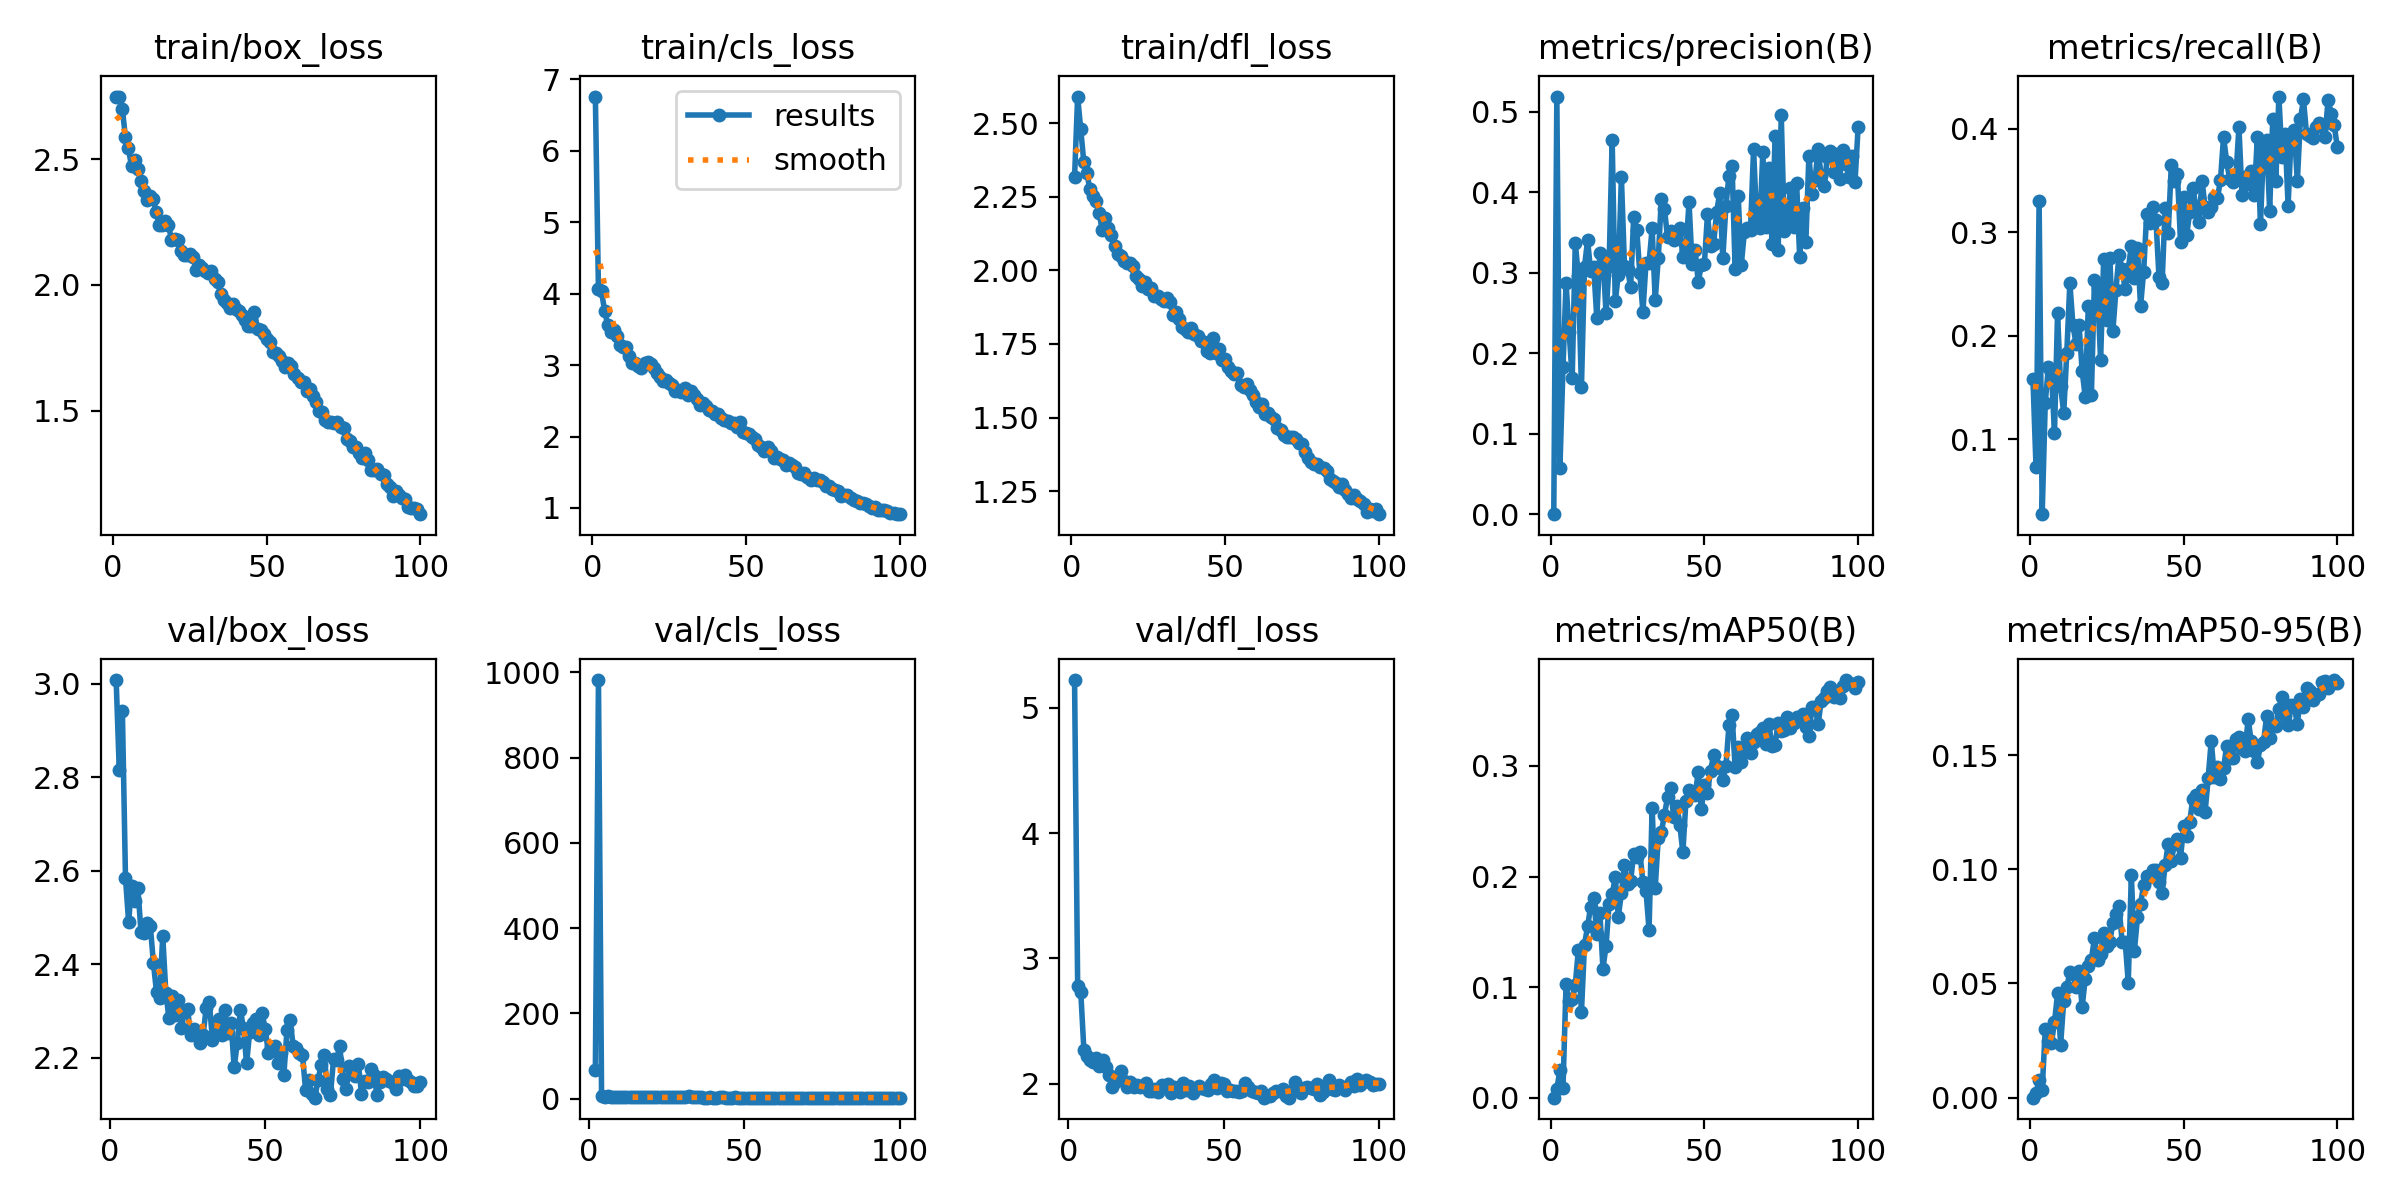 train/box_loss
train/cls_loss
train/dfl_loss
metrics/precision(B)
metrics/recall(B)
2.5
2.0
1.5
0 50 100
7
6
5
4
3
2
1
results
smooth
0 50 100
2.50
2.25
2.00
1.75
1.50
1.25
0 50 100
0.5
0.4
0.3
0.2
0.1
0.0
0 50 100
0.4
0.3
0.2
0.1
0 50 100
val/box_loss
val/cls_loss
val/dfl_loss
metrics/mAP50(B)
metrics/mAP50-95(B)
3.0
2.8
2.6
2.4
2.2
0 50 100
1000
800
600
400
200
0
0 50 100
5
4
3
2
0 50 100
0.3
0.2
0.1
0.0
0 50 100
0.15
0.10
0.05
0.00
0 50 100